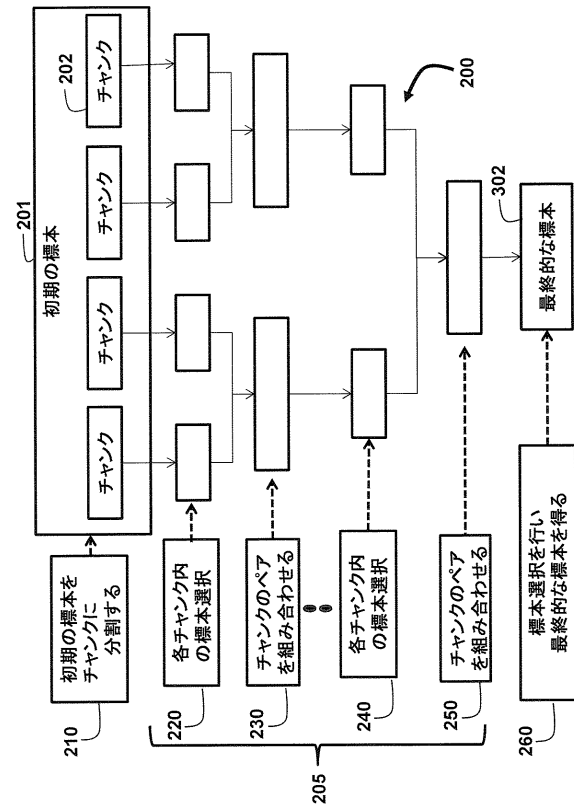 201
初期の標本
チャンク
チャンク
チャンク
チャンク
202
初期の標本を
チャンクに
分割する
210
各チャンク内
の標本選択
220
チャンクのペア
を組み合わせる
230
各チャンク内
の標本選択
240
チャンクのペア
を組み合わせる
250
205
200
標本選択を行い
最終的な標本を得る
260
最終的な標本
302